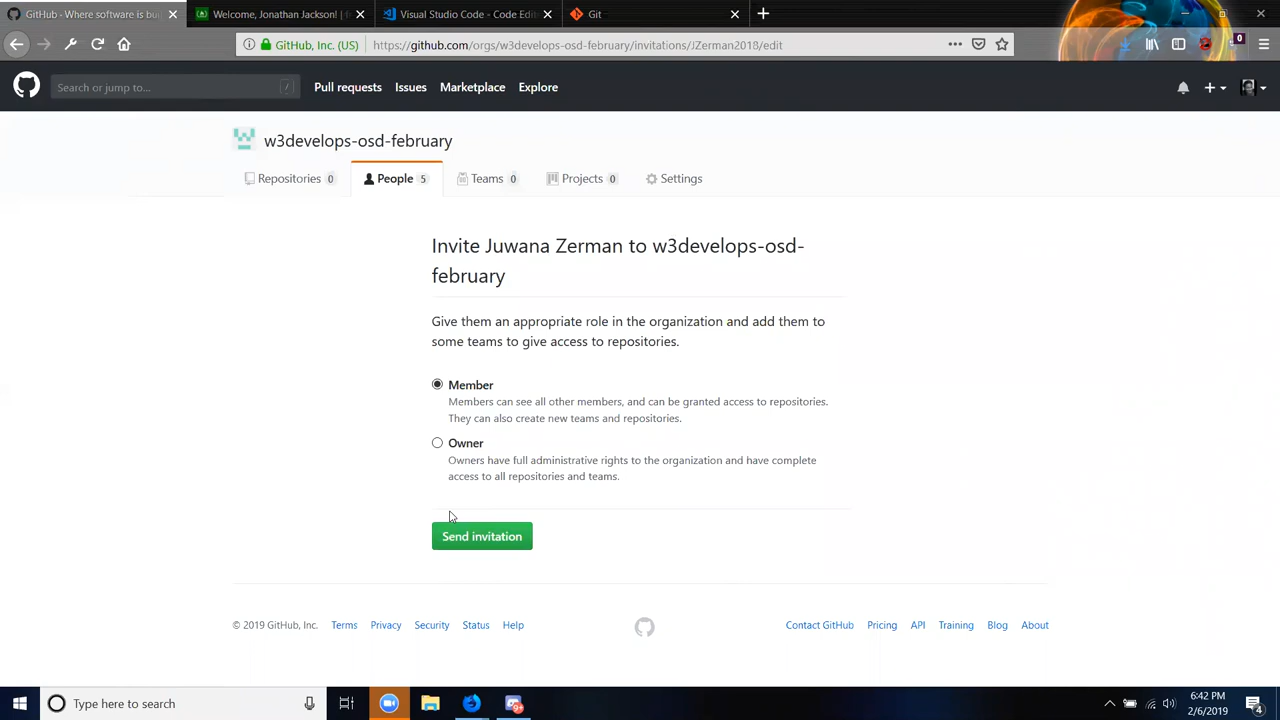 GitHub - Where software is bu
Welcome, Jonathan Jackson! |
Visual Studio Code - Code Edit
Git
GitHub, Inc. (US)
https://github.com/orgs/w3develops-osd-february/invitations/JZerman2018/edit
0
Search or jump to...
/
Pull requests
Issues
Marketplace
Explore
w3develops-osd-february
Repositories 0
People 5
Teams 0
Projects 0
Settings
Invite Juwana Zerman to w3develops-osd-
february
Give them an appropriate role in the organization and add them to
some teams to give access to repositories.
Member
Members can see all other members, and can be granted access to repositories.
They can also create new teams and repositories.
Owner
Owners have full administrative rights to the organization and have complete
access to all repositories and teams.
Send invitation
© 2019 GitHub, Inc.
Terms
Privacy
Security
Status
Help
Contact GitHub
Pricing
API
Training
Blog
About
Type here to search
6:42 PM
2/6/2019
4